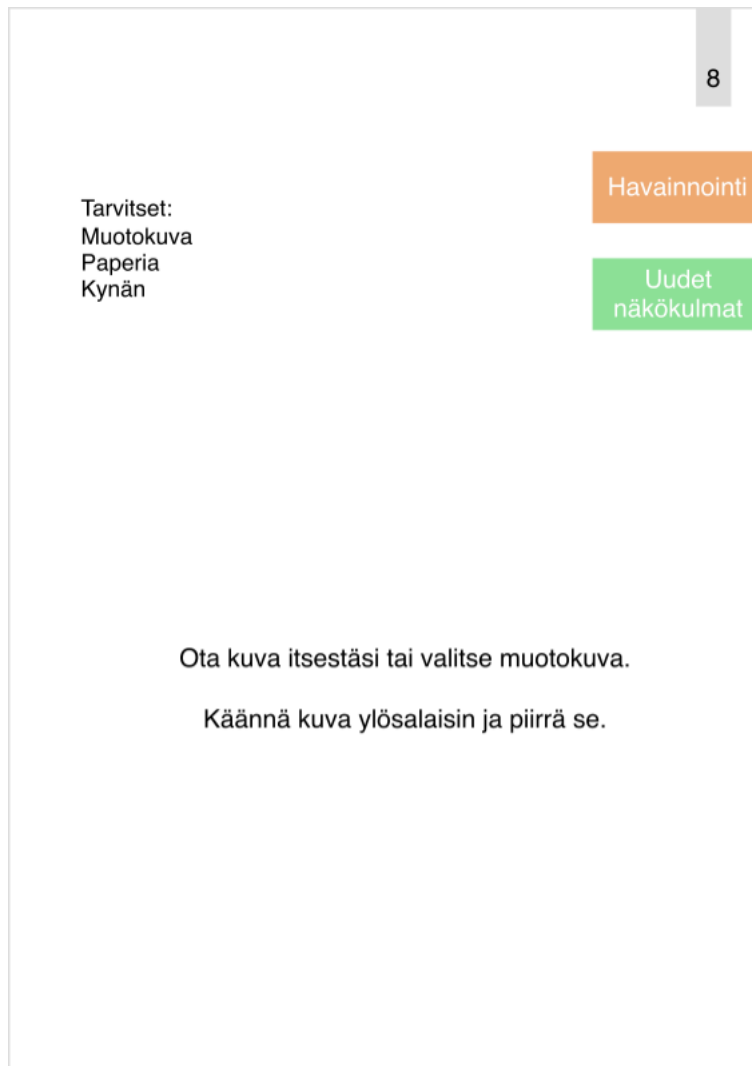 8
Havainnointi
Uudet
näkökulmat
Tarvitset:
Muotokuva
Paperia
Kynän
Ota kuva itsestäsi tai valitse muotokuva.
Käännä kuva ylösalaisin ja piirrä se.